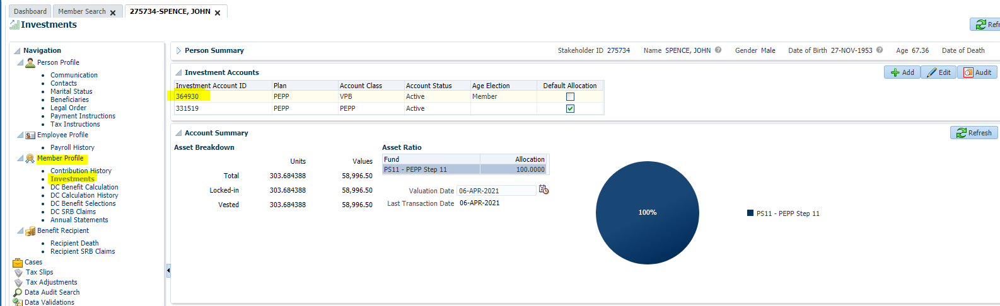 Dashboard Member Search 275734-SPENCE, JOHN
Investments
Refr
Navigation
Person Profile
Communication
Contacts
Marital Status
Beneficiaries
Legal Order
Payment Instructions
Tax Instructions
Employee Profile
Payroll History
Member Profile
Contribution History
Investments
DC Benefit Calculation
DC Calculation History
DC Benefit Selections
DC SRB Claims
Annual Statements
Benefit Recipient
Recipient Death
Recipient SRB Claims
Cases
Tax Slips
Tax Adjustments
Data Audit Search
Data Validations
Person Summary Stakeholder ID 275734 Name SPENCE, JOHN Gender Male Date of Birth 27-NOV-1953 Age 67.36 Date of Death
Investment Accounts Add Edit Audit
Investment Account ID Plan Account Class Account Status Age Election Default Allocation
364930 PEPP VPB Active Member
331519 PEPP PEPP Active
Account Summary Refresh
Asset Breakdown
Units Values
Total 303.684388 58,996.50
Locked-in 303.684388 58,996.50
Vested 303.684388 58,996.50
Asset Ratio
Fund Allocation
PS11 - PEPP Step 11 100.0000
Valuation Date 06-APR-2021
Last Transaction Date 06-APR-2021
100%
PS11 - PEPP Step 11